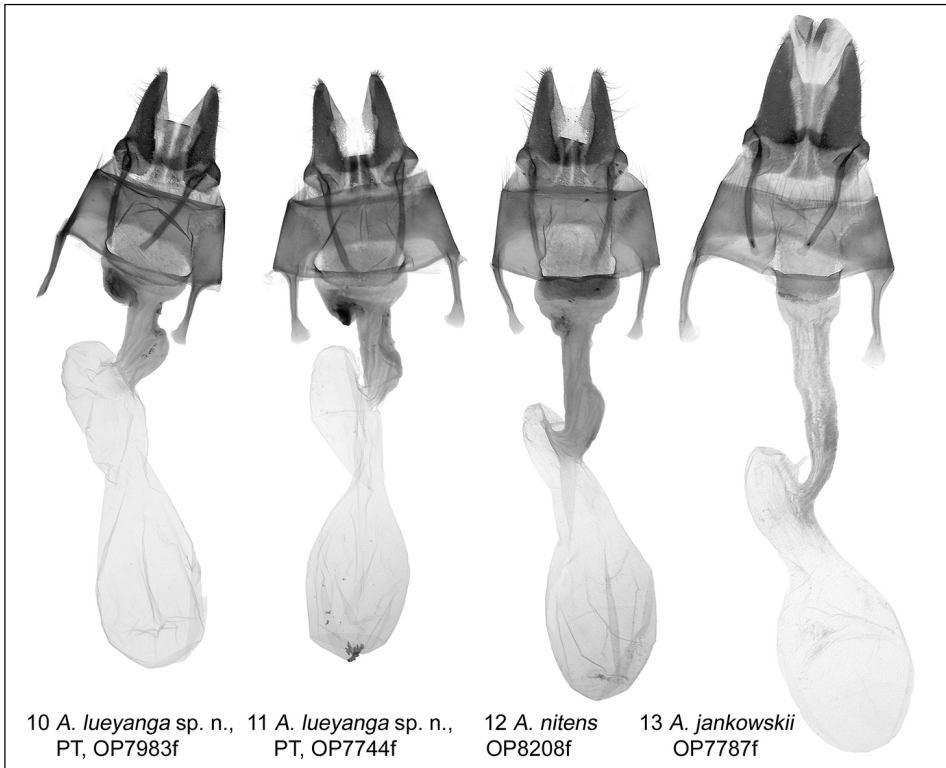 10 A. lueyanga sp. n.,
PT, OP7983f
11 A. lueyanga sp. n.,
PT, OP7744f
12 A. nitens
OP8208f
13 A. jankowskii
OP7787f